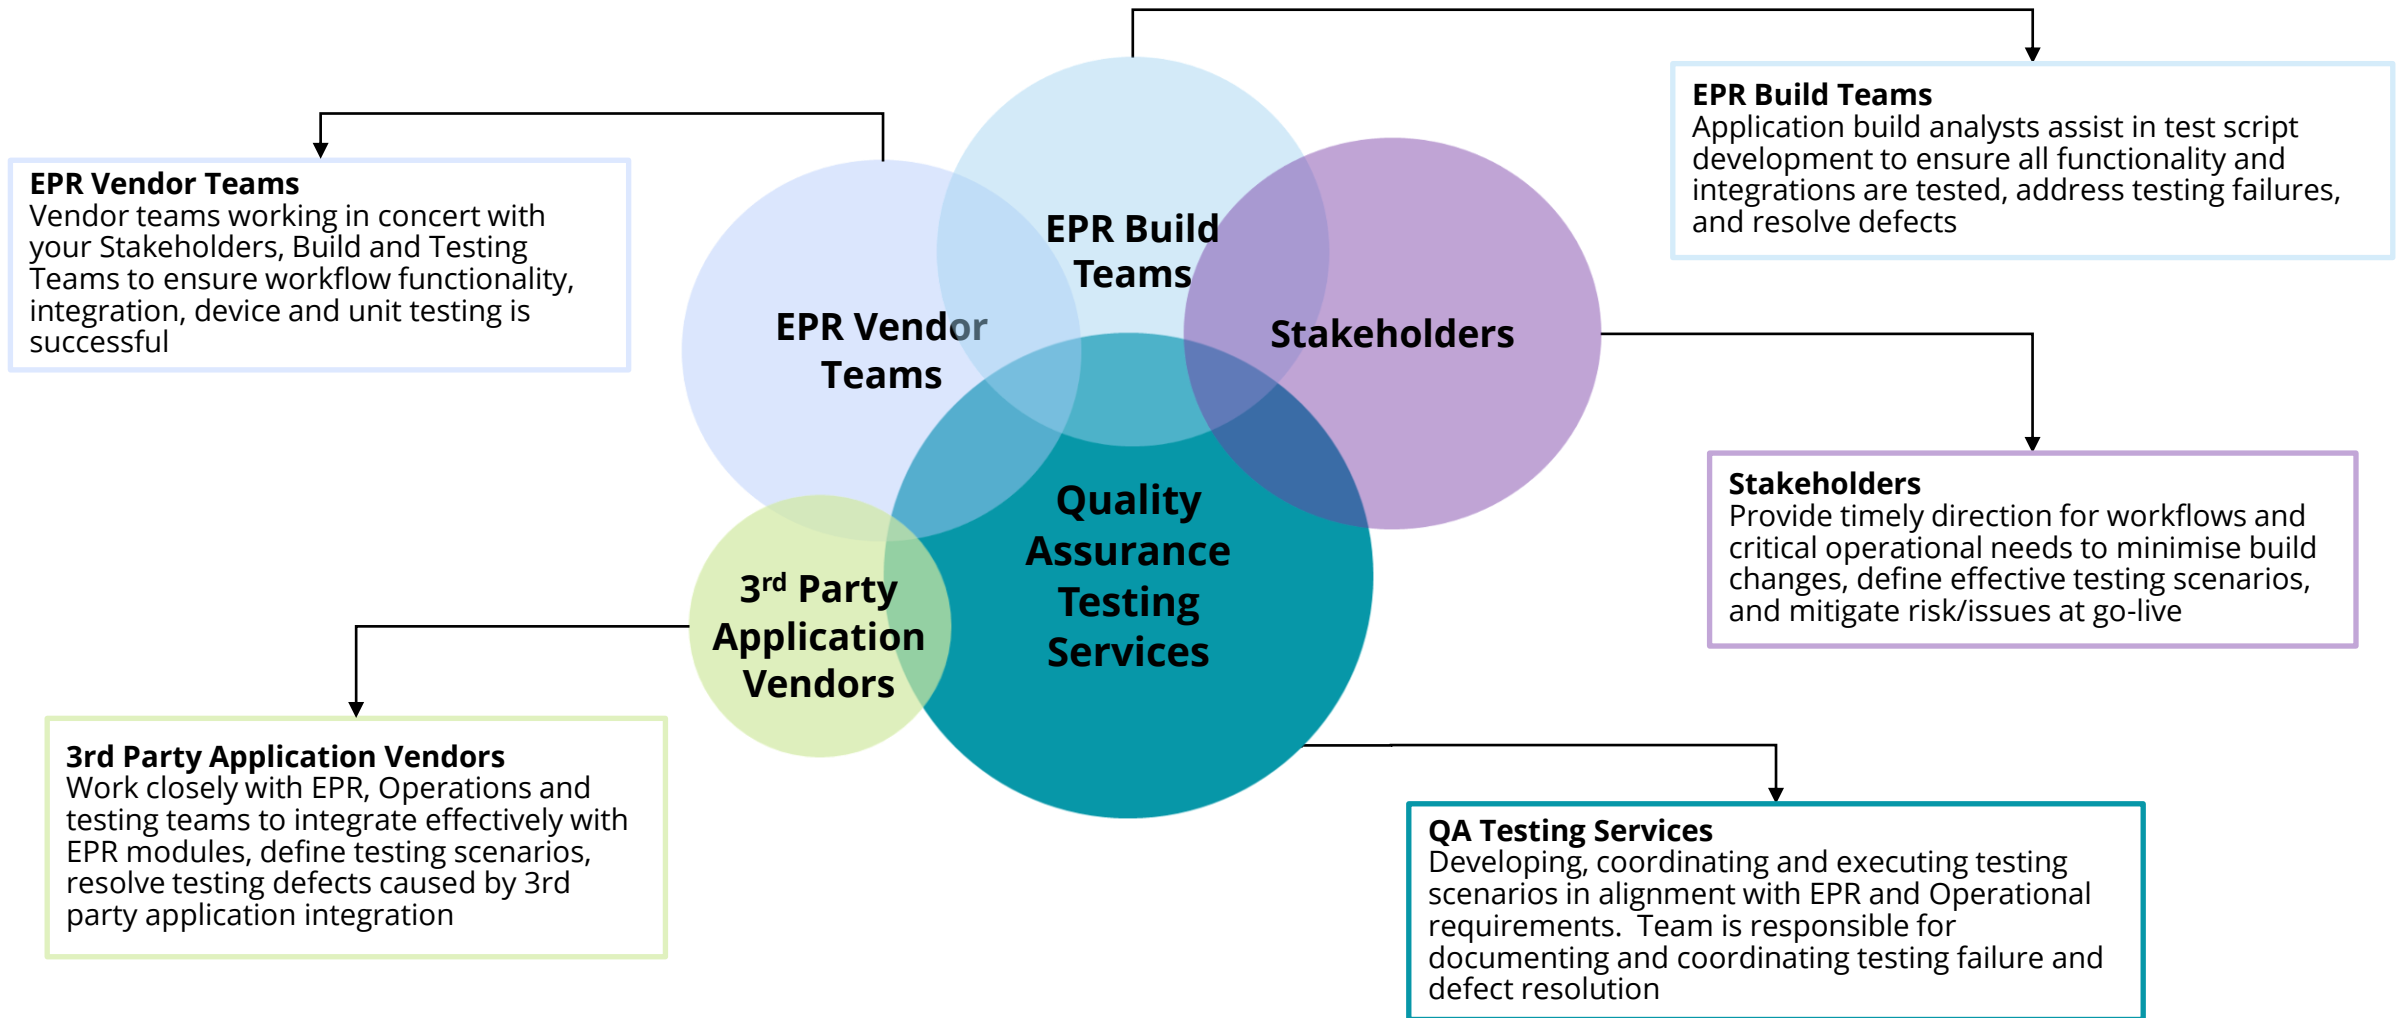 EPR Build Teams
Application build analysts assist in test script
development to ensure all functionality and
integrations are tested, address testing failures,
and resolve defects
EPR Vendor Teams
Vendor teams working in concert with
your Stakeholders, Build and Testing
Teams to ensure workflow functionality,
integration, device and unit testing is
successful
EPR Build
Teams
EPR Vendor
Teams
Stakeholders
Quality
Assurance
Testing
Services
3rd Party
Application
Vendors
Stakeholders
Provide timely direction for workflows and
critical operational needs to minimise build
changes, define effective testing scenarios,
and mitigate risk/issues at go-live
3rd Party Application Vendors
Work closely with EPR, Operations and
testing teams to integrate effectively with
EPR modules, define testing scenarios,
resolve testing defects caused by 3rd
party application integration
QA Testing Services
Developing, coordinating and executing testing
scenarios in alignment with EPR and Operational
requirements.  Team is responsible for
documenting and coordinating testing failure and
defect resolution